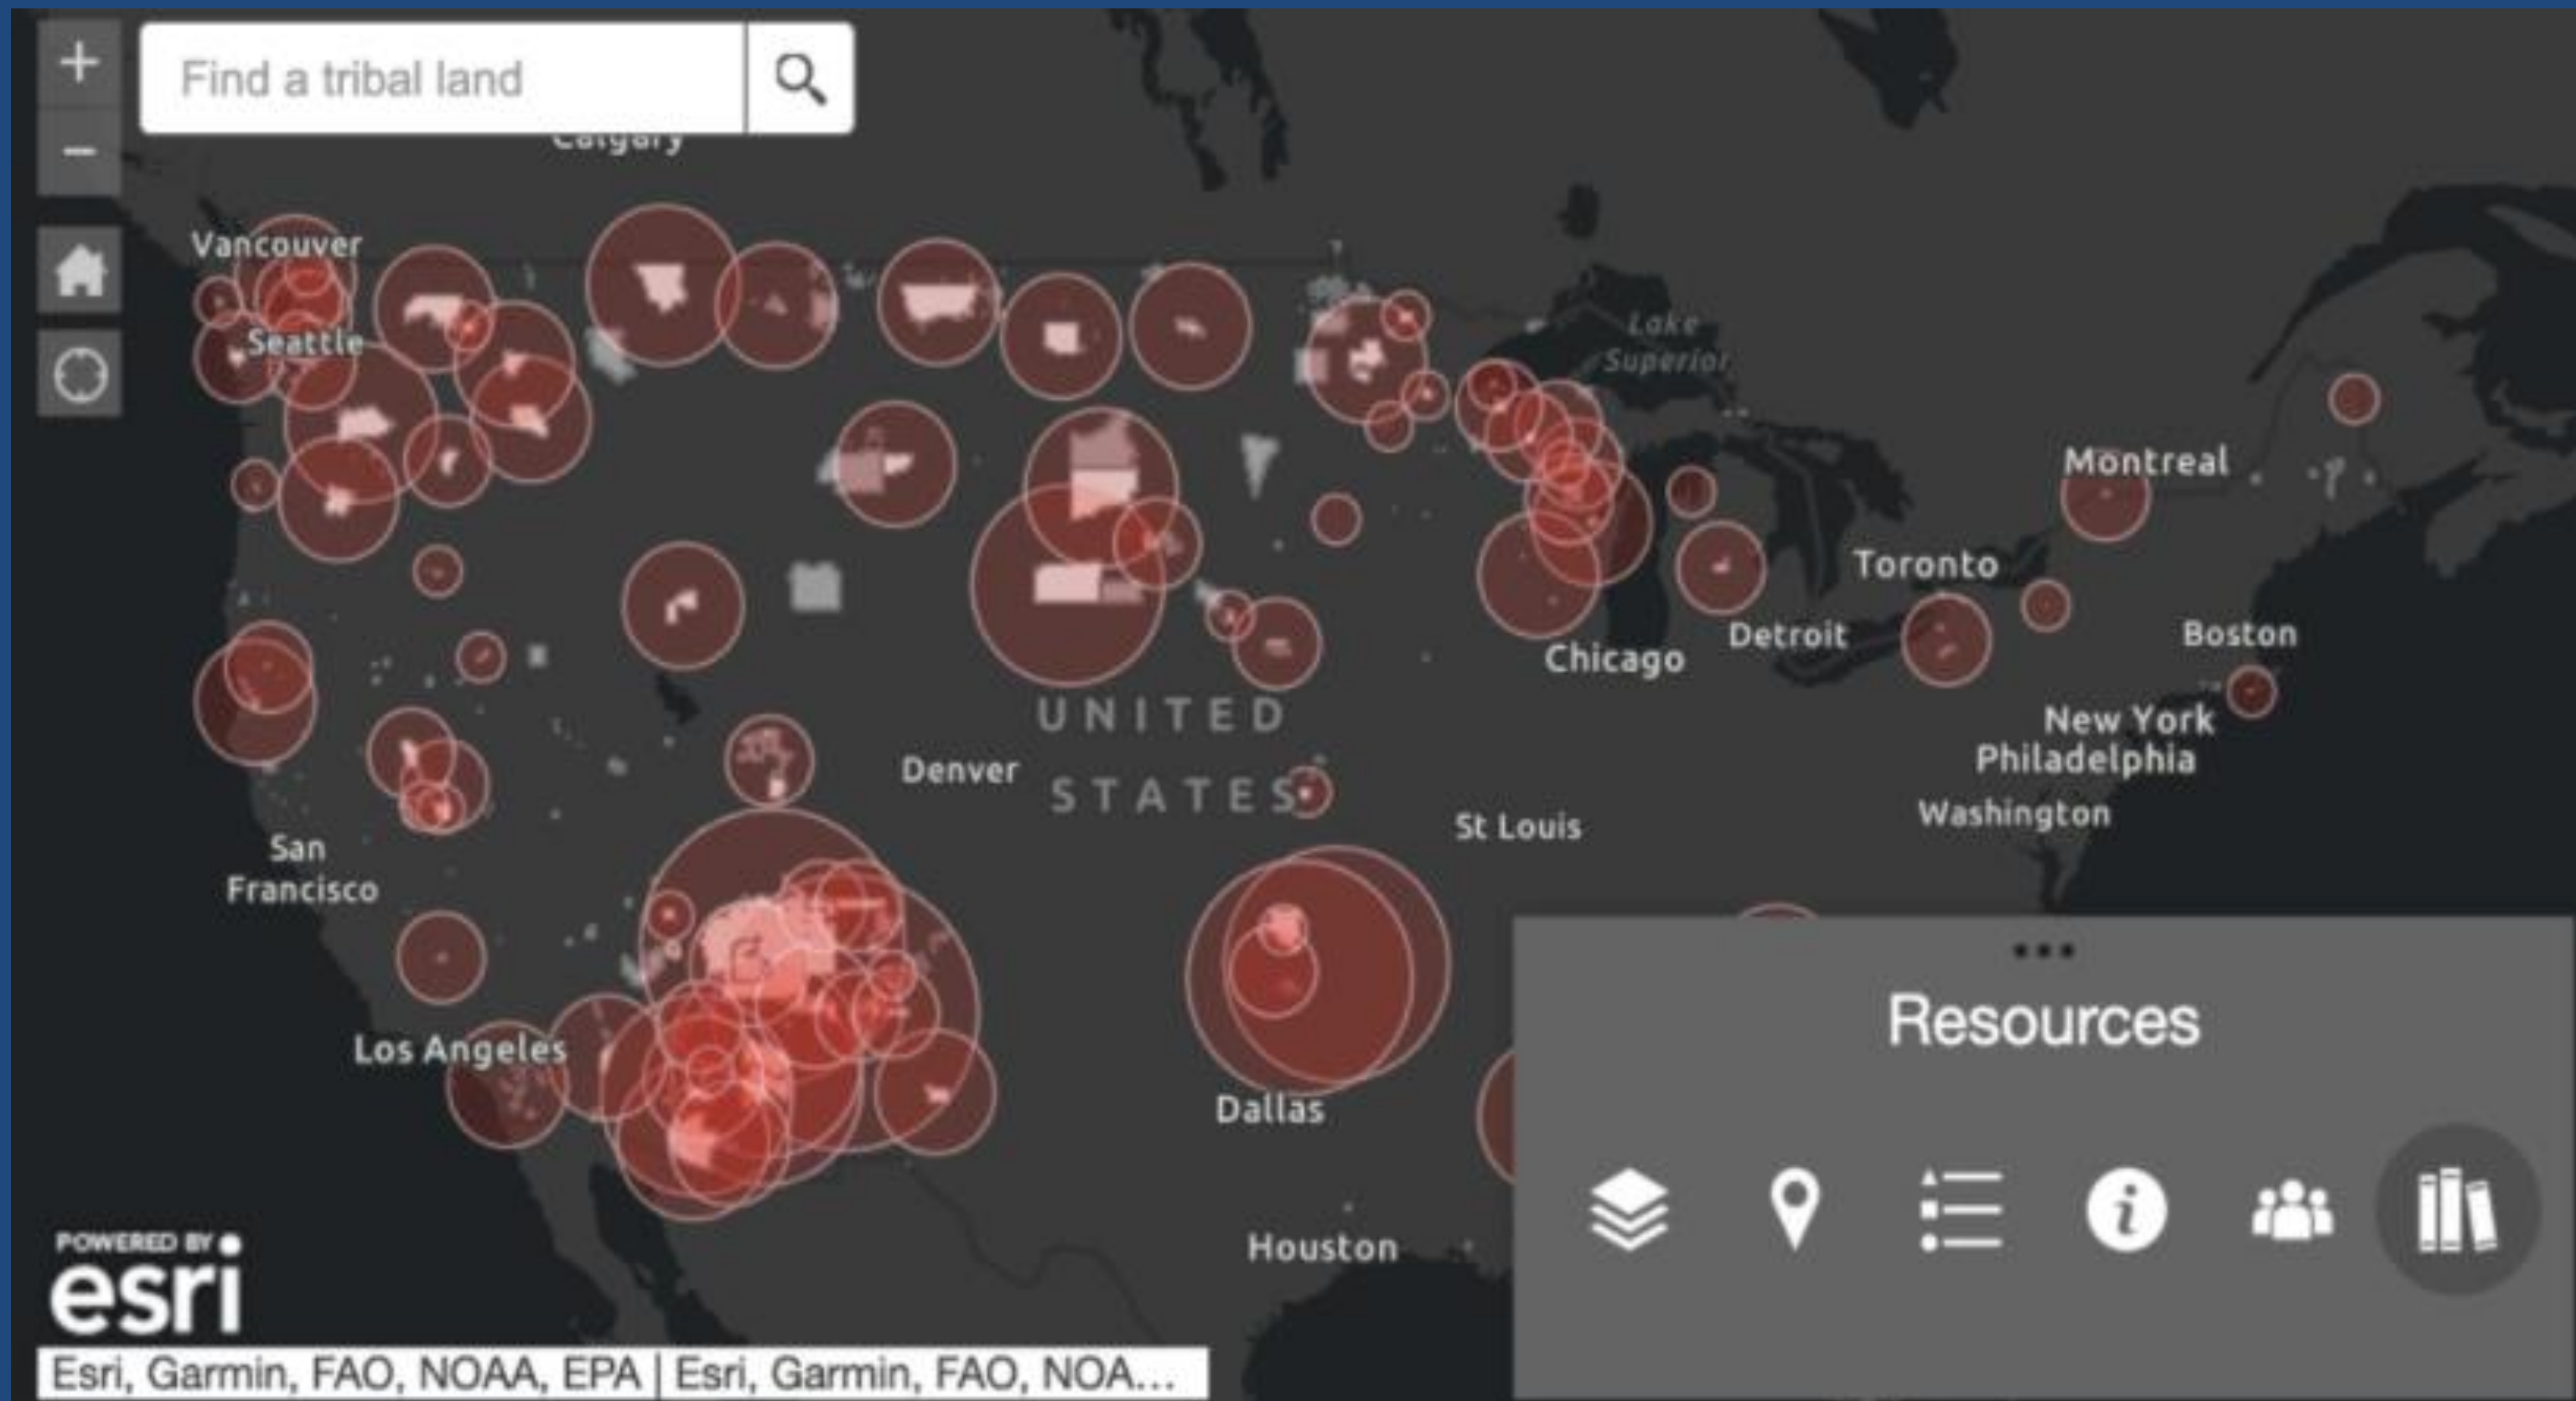 Find a tribal land
Calgary
Vancouver
Seattle
Lake
Superior
Montreal
Toronto
Boston
Detroit
Chicago
New York
UNITED
Philadelphia
Denver
STATES
Washington
St Louis
San
Francisco
Resources
Los Angeles
Dallas
Houston
POWERED BY
esri
Esri, Garmin, FAO, NOAA, EPA | Esri, Garmin, FAO, NOA...